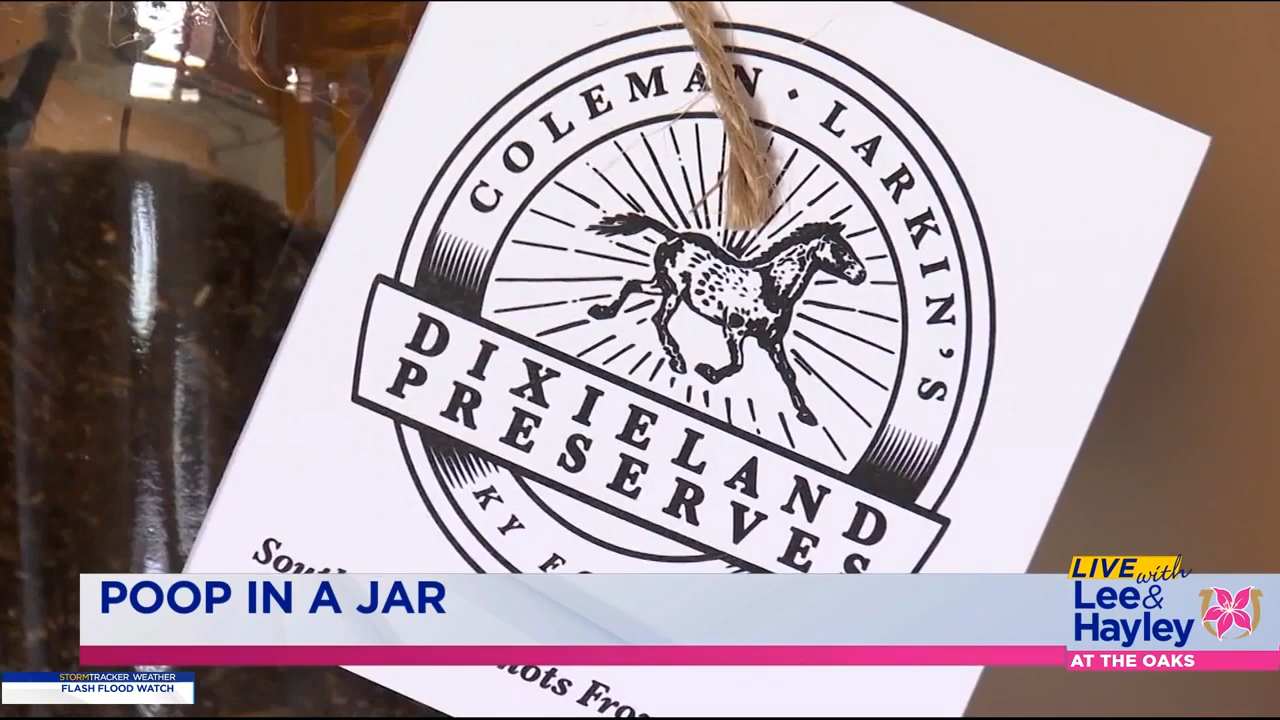 COLEMAN • LARKIN'S
DIXIELAND
PRESERVES
KY
POOP IN A JAR
LIVE with
Lee &
Hayley
AT THE OAKS
STORMTRACKER WEATHER
FLASH FLOOD WATCH